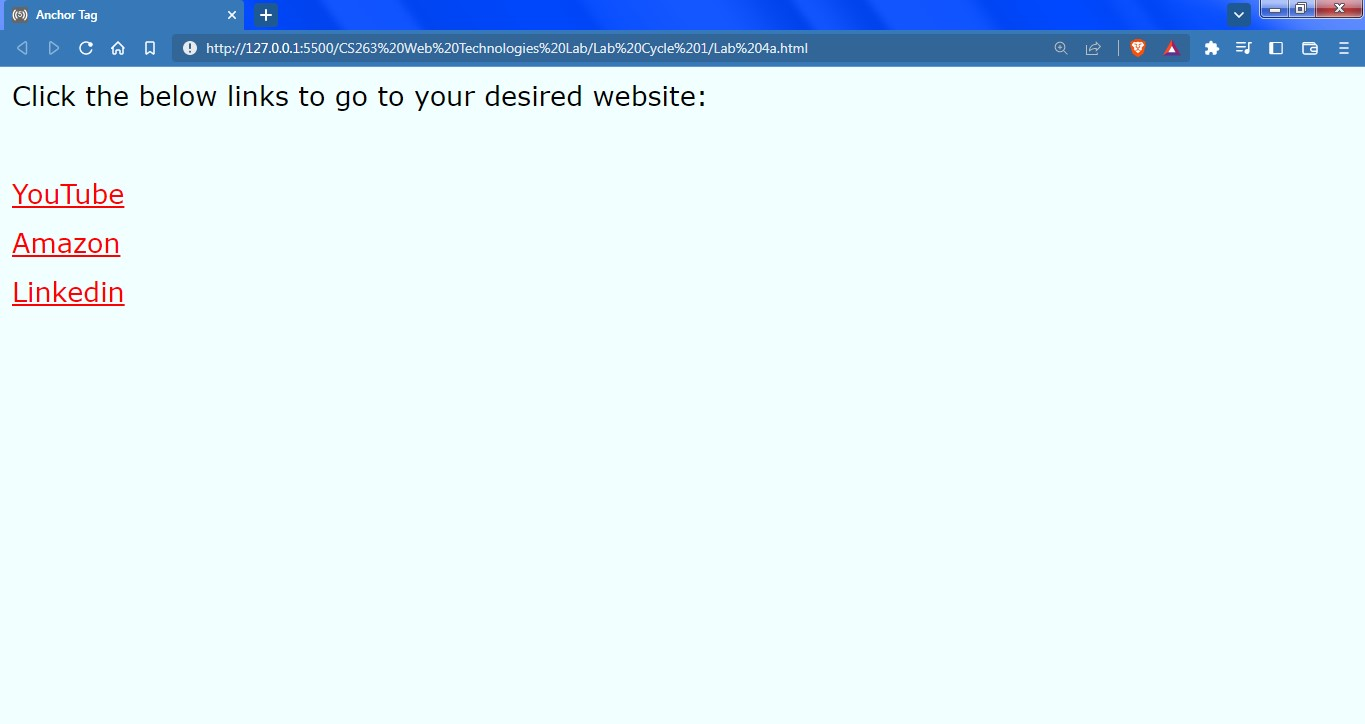 Anchor Tag
http://127.0.0.1:5500/CS263%20Web%20Technologies%20Lab/Lab%20Cycle%201/Lab%204a.html
Click the below links to go to your desired website:
YouTube
Amazon
Linkedin